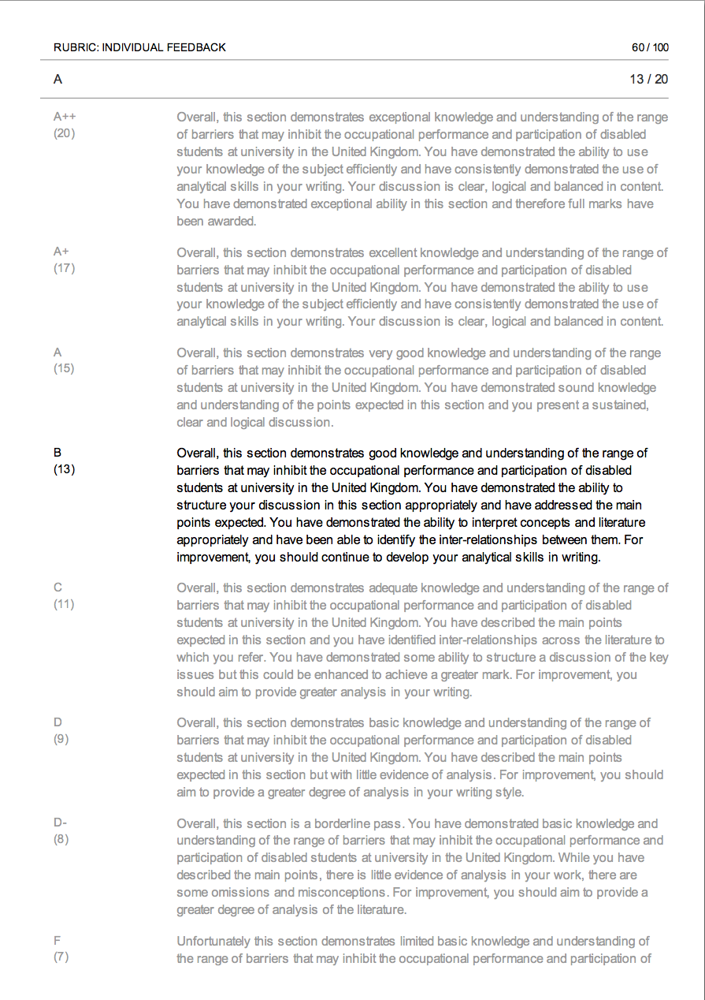 RUBRIC: INDIVIDUAL FEEDBACK 60 / 100
A 13 / 20
A++ Overall, this section demonstrates exceptional knowledge and understanding of the range
(20) of barriers that may inhibit the occupational performance and participation of disabled
students at university in the United Kingdom. You have demonstrated the ability to use
your knowledge of the subject efficiently and have consistently demonstrated the use of
analytical skills in your writing. Your discussion is clear, logical and balanced in content.
You have demonstrated exceptional ability in this section and therefore full marks have
been awarded.
A+ Overall, this section demonstrates excellent knowledge and understanding of the range of
(17) barriers that may inhibit the occupational performance and participation of disabled
students at university in the United Kingdom. You have demonstrated the ability to use
your knowledge of the subject efficiently and have consistently demonstrated the use of
analytical skills in your writing. Your discussion is clear, logical and balanced in content.
A Overall, this section demonstrates very good knowledge and understanding of the range
(15) of barriers that may inhibit the occupational performance and participation of disabled
students at university in the United Kingdom. You have demonstrated sound knowledge
and understanding of the points expected in this section and you present a sustained,
clear and logical discussion.
B Overall, this section demonstrates good knowledge and understanding of the range of
(13) barriers that may inhibit the occupational performance and participation of disabled
students at university in the United Kingdom. You have demonstrated the ability to
structure your discussion in this section appropriately and have addressed the main
points expected. You have demonstrated the ability to interpret concepts and literature
appropriately and have been able to identify the inter-relationships between them. For
improvement, you should continue to develop your analytical skills in writing.
C Overall, this section demonstrates adequate knowledge and understanding of the range of
(11) barriers that may inhibit the occupational performance and participation of disabled
students at university in the United Kingdom. You have described the main points
expected in this section and you have identified inter-relationships across the literature to
which you refer. You have demonstrated some ability to structure a discussion of the key
issues but this could be enhanced to achieve a greater mark. For improvement, you
should aim to provide greater analysis in your writing.
D Overall, this section demonstrates basic knowledge and understanding of the range of
(9) barriers that may inhibit the occupational performance and participation of disabled
students at university in the United Kingdom. You have described the main points
expected in this section but with little evidence of analysis. For improvement, you should
aim to provide a greater degree of analysis in your writing style.
D- Overall, this section is a borderline pass. You have demonstrated basic knowledge and
(8) understanding of the range of barriers that may inhibit the occupational performance and
participation of disabled students at university in the United Kingdom. While you have
described the main points, there is little evidence of analysis in your work, there are
some omissions and misconceptions. For improvement, you should aim to provide a
greater degree of analysis of the literature.
F Unfortunately this section demonstrates limited basic knowledge and understanding of
(7) the range of barriers that may inhibit the occupational performance and participation of